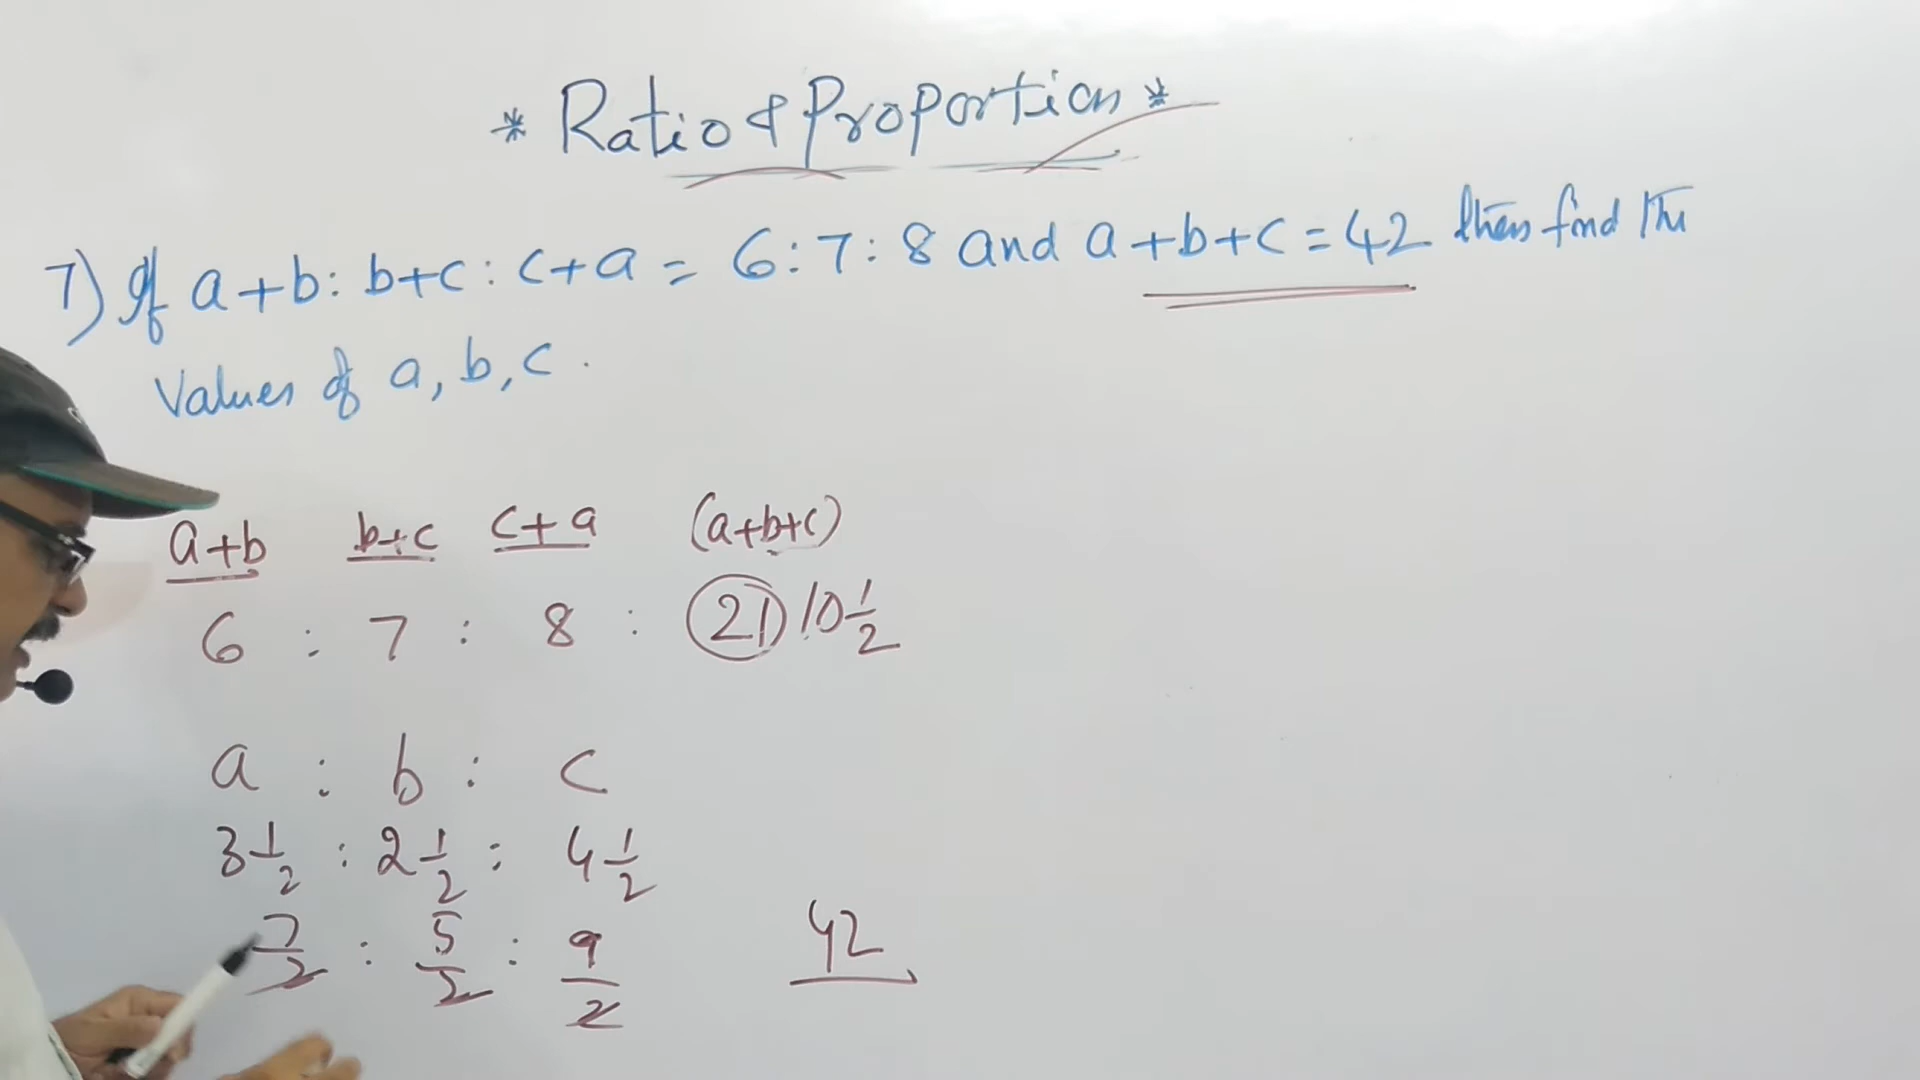 * Ratio & Proportion *
7) If a+b : b+c : c+a = 6 : 7 : 8 and a+b+c = 42 then find the
Values of a, b, c .
a+b b+c c+a (a+b+c)
6 : 7 : 8 : 21 10 1/2
a : b : c
3 1/2 : 2 1/2 : 4 1/2
7/2 : 5/2 : 9/2 42